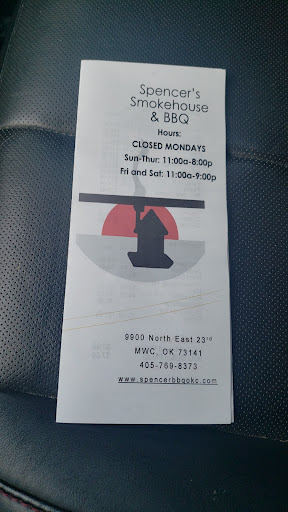 Spencer's
Smokehouse
& BBQ
Hours:
CLOSED MONDAYS
Sun-Thur: 11:00a-8:00p
Fri and Sat: 11:00a-9:00p
9900 North East 23rd
MWC, OK 73141
405-769-8373
www.spencerbbqokc.com